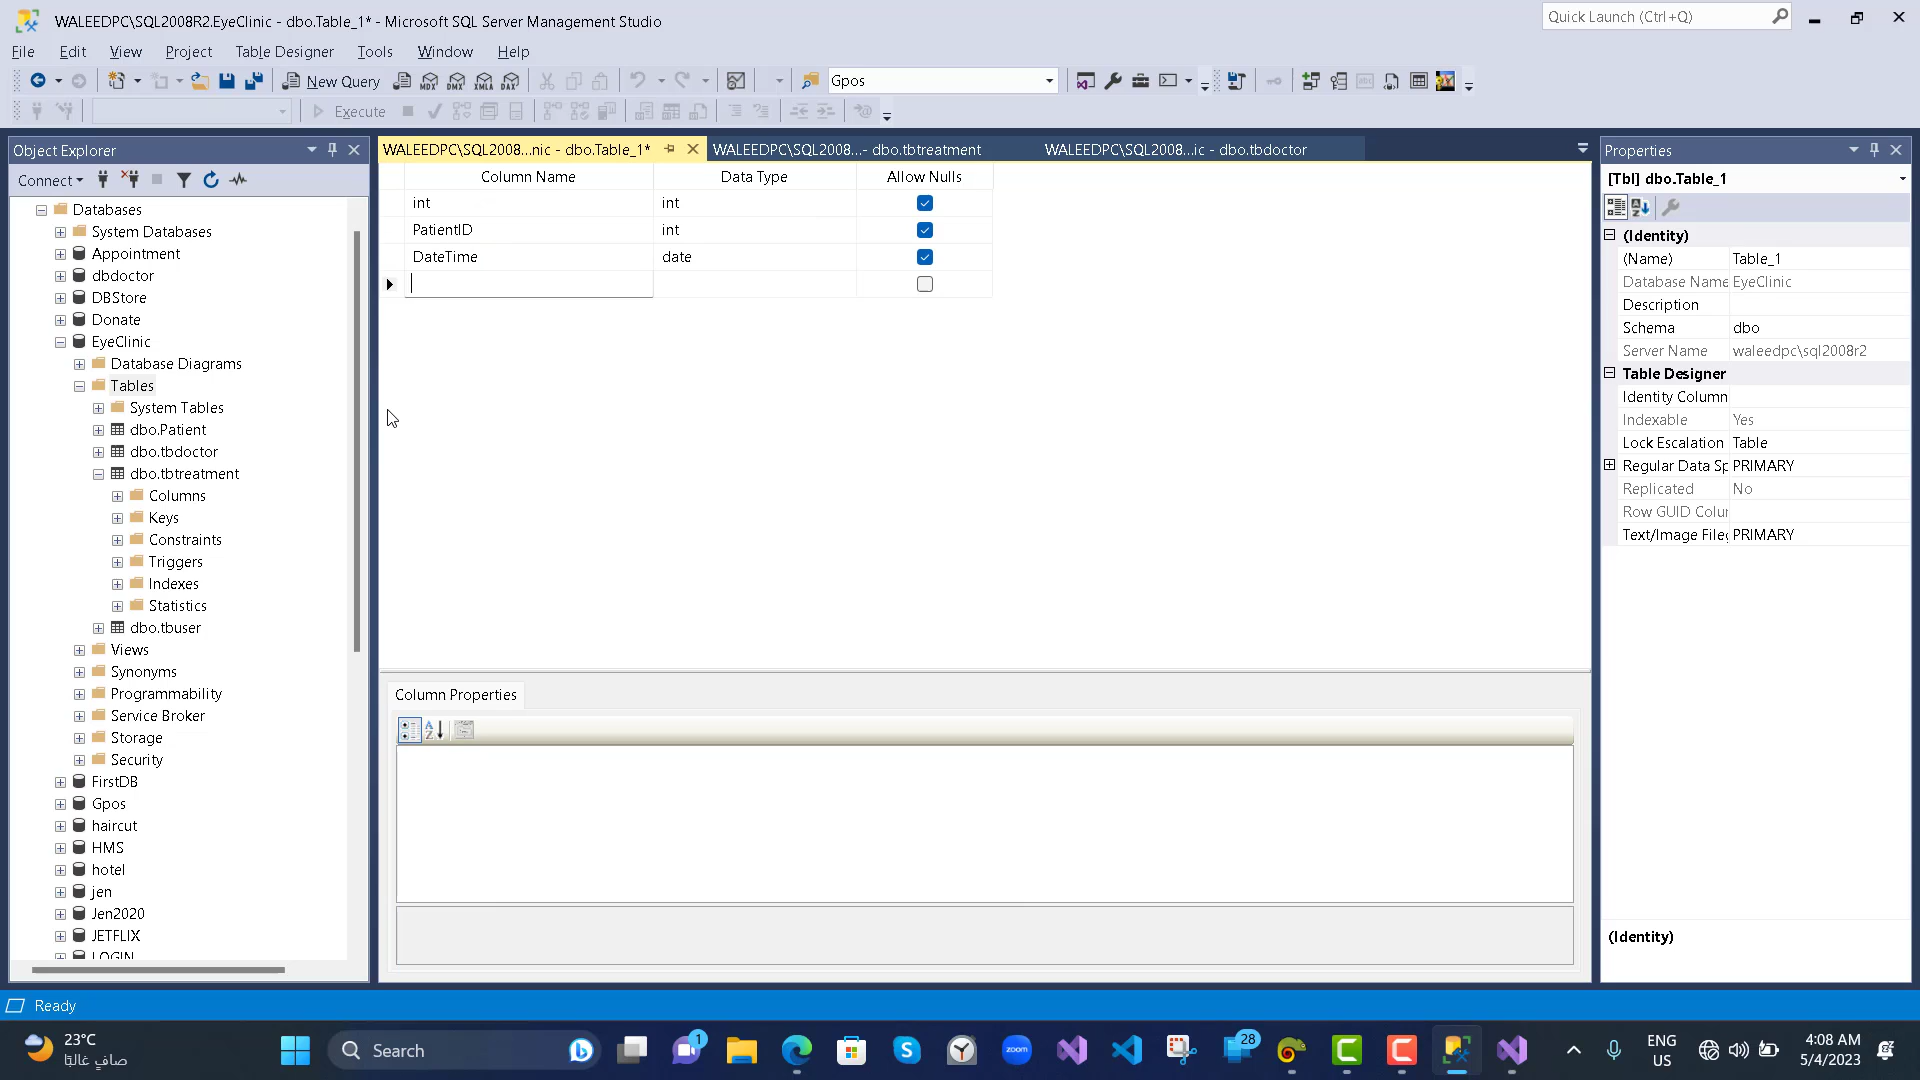 WALEEDPC\SQL2008R2.EyeClinic - dbo.Table_1* - Microsoft SQL Server Management Studio
Quick Launch (Ctrl+Q)
File Edit View Project Table Designer Tools Window Help
New Query MDX DMX XMLA DAX Gpos
Execute
Object Explorer
Connect
Databases
System Databases
Appointment
dbdoctor
DBStore
Donate
EyeClinic
Database Diagrams
Tables
System Tables
dbo.Patient
dbo.tbdoctor
dbo.tbtreatment
Columns
Keys
Constraints
Triggers
Indexes
Statistics
dbo.tbuser
Views
Synonyms
Programmability
Service Broker
Storage
Security
FirstDB
Gpos
haircut
HMS
hotel
jen
Jen2020
JETFLIX
LOGIN
WALEEDPC\SQL2008...nic - dbo.Table_1* WALEEDPC\SQL2008...- dbo.tbtreatment WALEEDPC\SQL2008...ic - dbo.tbdoctor
Column Name Data Type Allow Nulls
int int
PatientID int
DateTime date
Column Properties
Properties
[Tbl] dbo.Table_1
(Identity)
(Name) Table_1
Database Name EyeClinic
Description
Schema dbo
Server Name waleedpc\sql2008r2
Table Designer
Identity Column
Indexable Yes
Lock Escalation Table
Regular Data Sp PRIMARY
Replicated No
Row GUID Colur
Text/Image File PRIMARY
(Identity)
Ready
23°C
صافٍ غالبًا
Search
1
zoom
28
ENG
US
4:08 AM
5/4/2023